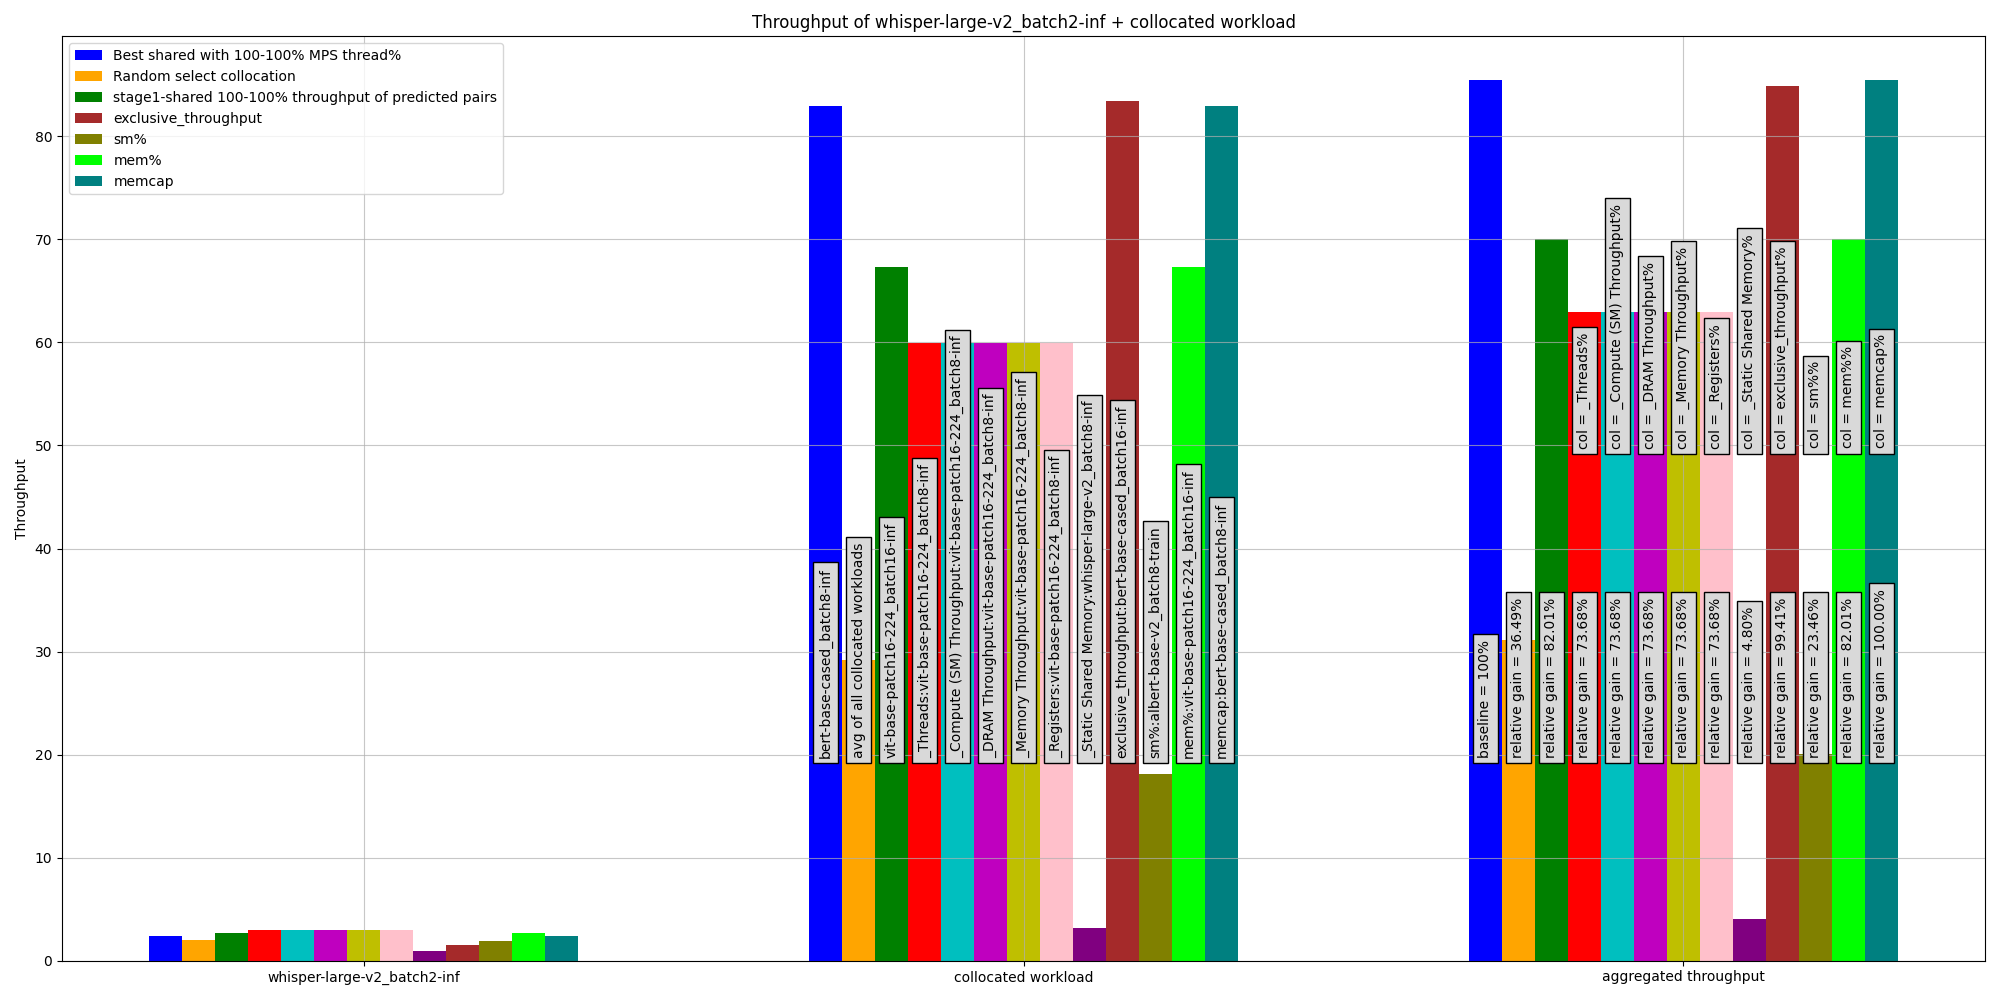 Throughput of whisper-large-v2_batch2-inf + collocated workload
Best shared with 100-100% MPS thread%
Random select collocation
stage1-shared 100-100% throughput of predicted pairs
exclusive_throughput
sm%
mem%
memcap
Throughput
80
70
60
50
40
30
20
10
0
bert-base-cased_batch8-inf
avg of all collocated workloads
vit-base-patch16-224_batch16-inf
_Threads:vit-base-patch16-224_batch8-inf
_Compute (SM) Throughput:vit-base-patch16-224_batch8-inf
_DRAM Throughput:vit-base-patch16-224_batch8-inf
_Memory Throughput:vit-base-patch16-224_batch8-inf
_Registers:vit-base-patch16-224_batch8-inf
_Static Shared Memory:whisper-large-v2_batch8-inf
exclusive_throughput:bert-base-cased_batch16-inf
sm%:albert-base-v2_batch8-train
mem%:vit-base-patch16-224_batch16-inf
memcap:bert-base-cased_batch8-inf
col = _Threads%
col = _Compute (SM) Throughput%
col = _DRAM Throughput%
col = _Memory Throughput%
col = _Registers%
col = _Static Shared Memory%
col = exclusive_throughput%
col = sm%%
col = mem%%
col = memcap%
baseline = 100%
relative gain = 36.49%
relative gain = 82.01%
relative gain = 73.68%
relative gain = 73.68%
relative gain = 73.68%
relative gain = 73.68%
relative gain = 73.68%
relative gain = 4.80%
relative gain = 99.41%
relative gain = 23.46%
relative gain = 82.01%
relative gain = 100.00%
whisper-large-v2_batch2-inf
collocated workload
aggregated throughput